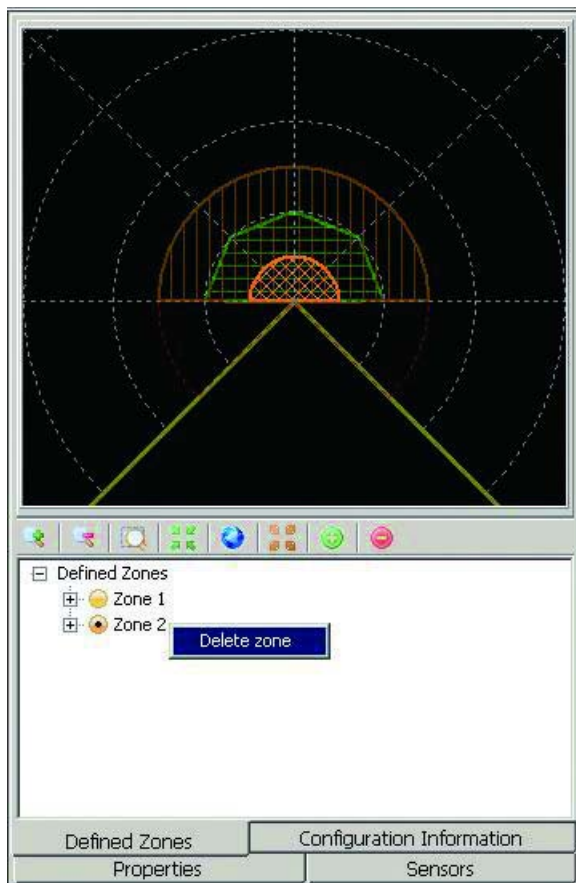 Defined Zones
Zone 1
Zone 2
Delete zone
Defined Zones
Configuration Information
Properties
Sensors